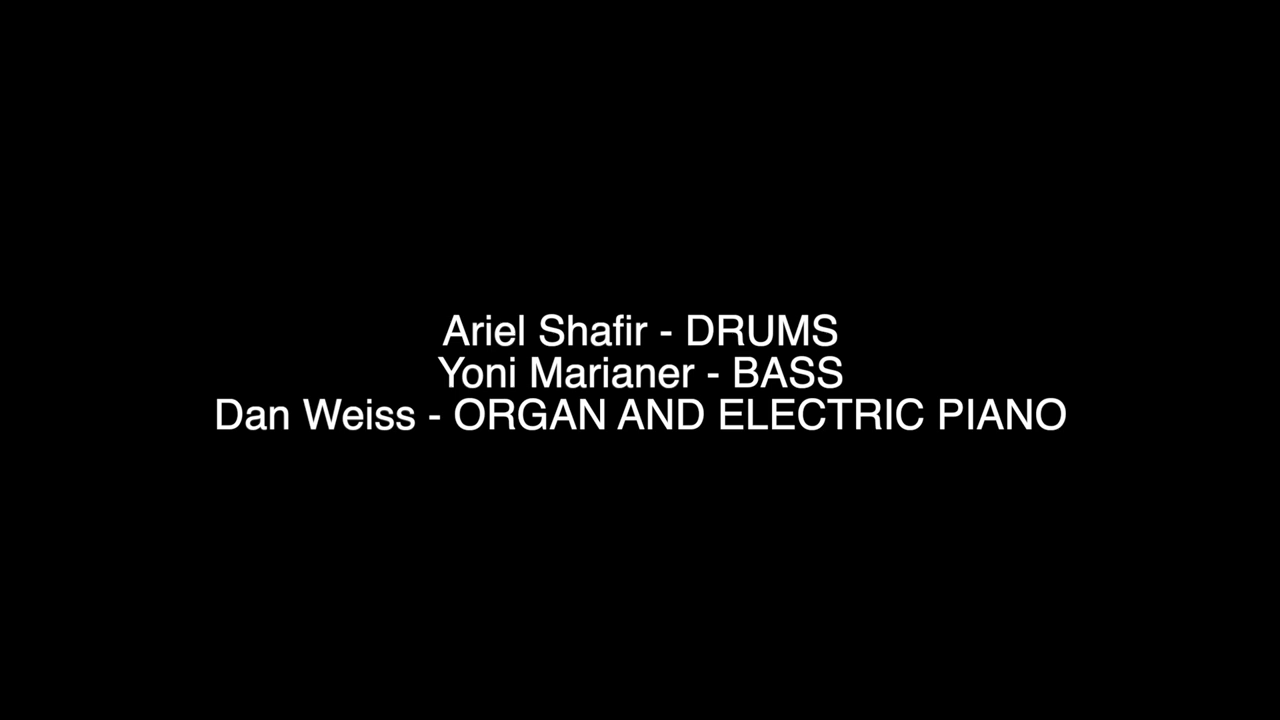 Ariel Shafir - DRUMS
Yoni Marianer - BASS
Dan Weiss - ORGAN AND ELECTRIC PIANO